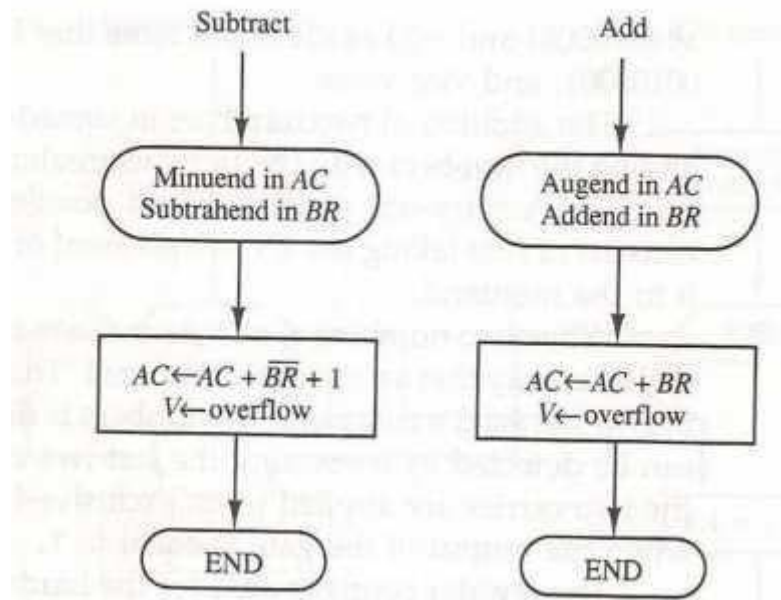 Subtract
Minuend in AC
Subtrahend in BR
AC←AC + B̅R̅ + 1
V←overflow
END
Add
Augend in AC
Addend in BR
AC←AC + BR
V←overflow
END